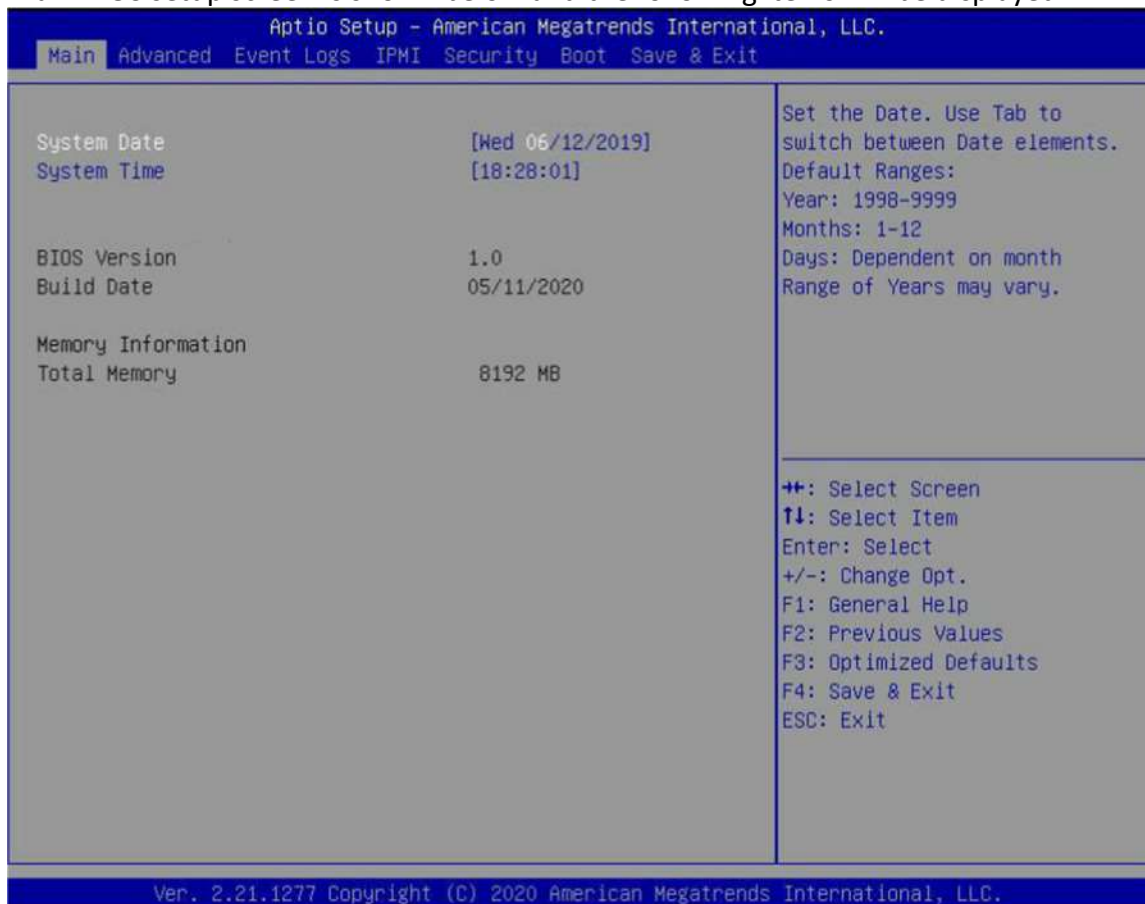 Aptio Setup – American Megatrends International, LLC.
Main Advanced Event Logs IPMI Security Boot Save & Exit
System Date [Wed 06/12/2019]
System Time [18:28:01]
BIOS Version 1.0
Build Date 05/11/2020
Memory Information
Total Memory 8192 MB
Set the Date. Use Tab to
switch between Date elements.
Default Ranges:
Year: 1998-9999
Months: 1-12
Days: Dependent on month
Range of Years may vary.
→←: Select Screen
↑↓: Select Item
Enter: Select
+/-: Change Opt.
F1: General Help
F2: Previous Values
F3: Optimized Defaults
F4: Save & Exit
ESC: Exit
Ver. 2.21.1277 Copyright (C) 2020 American Megatrends International, LLC.